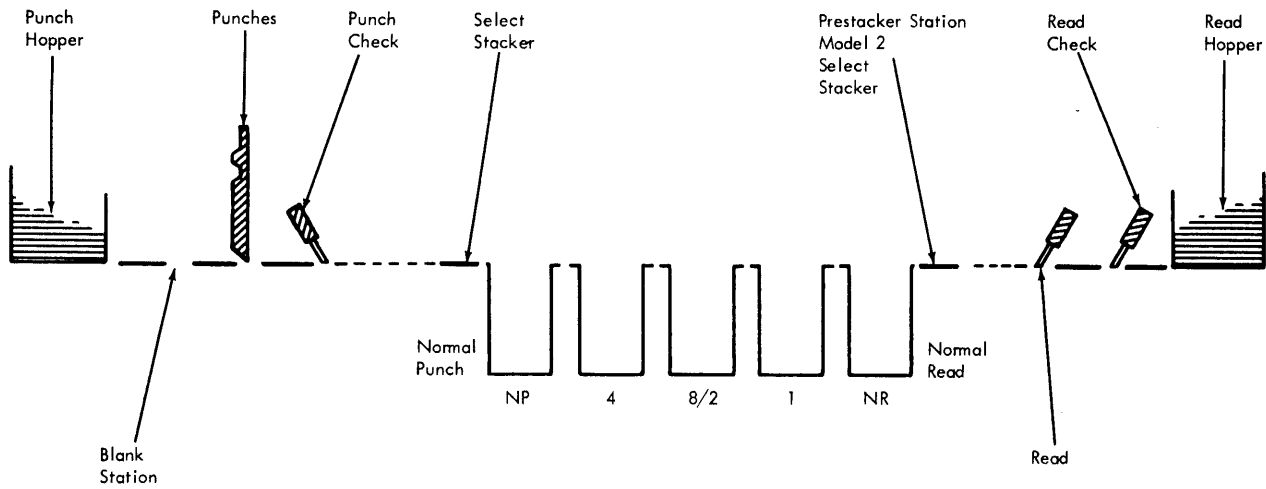 Punch
Hopper
Punches
Punch
Check
Select
Stacker
Prestacker Station
Model 2
Select
Stacker
Read
Check
Read
Hopper
Normal
Punch
Normal
Read
NP
4
8/2
1
NR
Blank
Station
Read